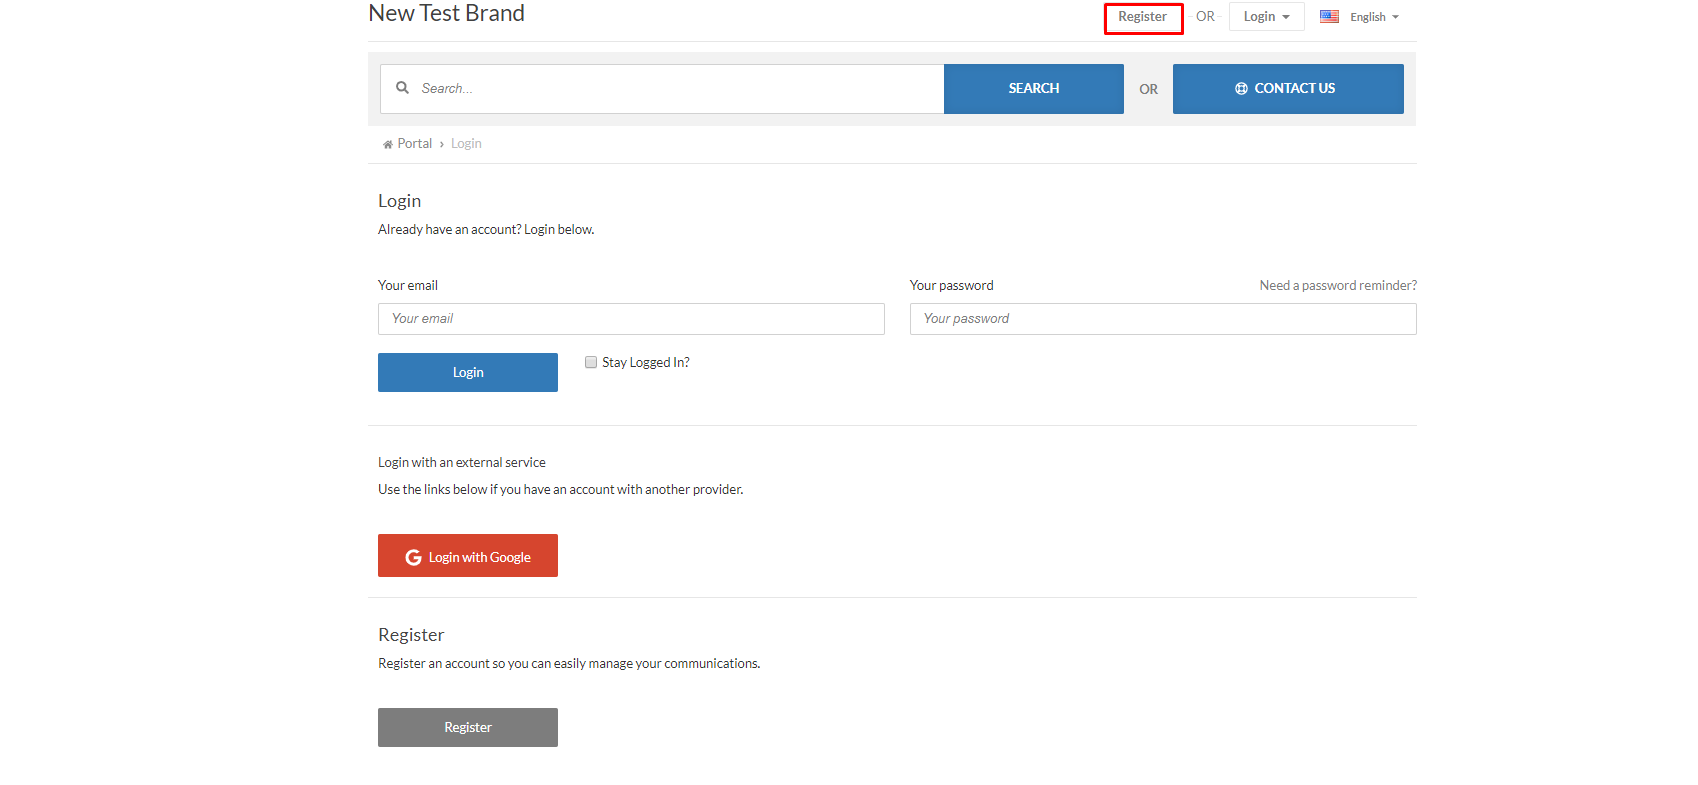 New Test Brand
Register - OR - Login English
Search... SEARCH OR CONTACT US
Portal › Login
Login
Already have an account? Login below.
Your email
Your password Need a password reminder?
Your email
Your password
Login Stay Logged In?
Login with an external service
Use the links below if you have an account with another provider.
G Login with Google
Register
Register an account so you can easily manage your communications.
Register